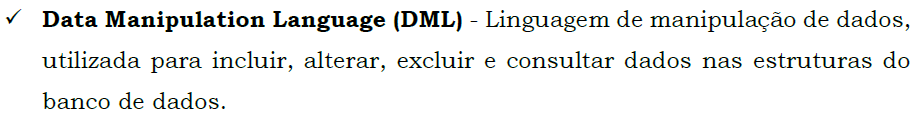 ✓ Data Manipulation Language (DML) - Linguagem de manipulação de dados,
utilizada para incluir, alterar, excluir e consultar dados nas estruturas do
banco de dados.